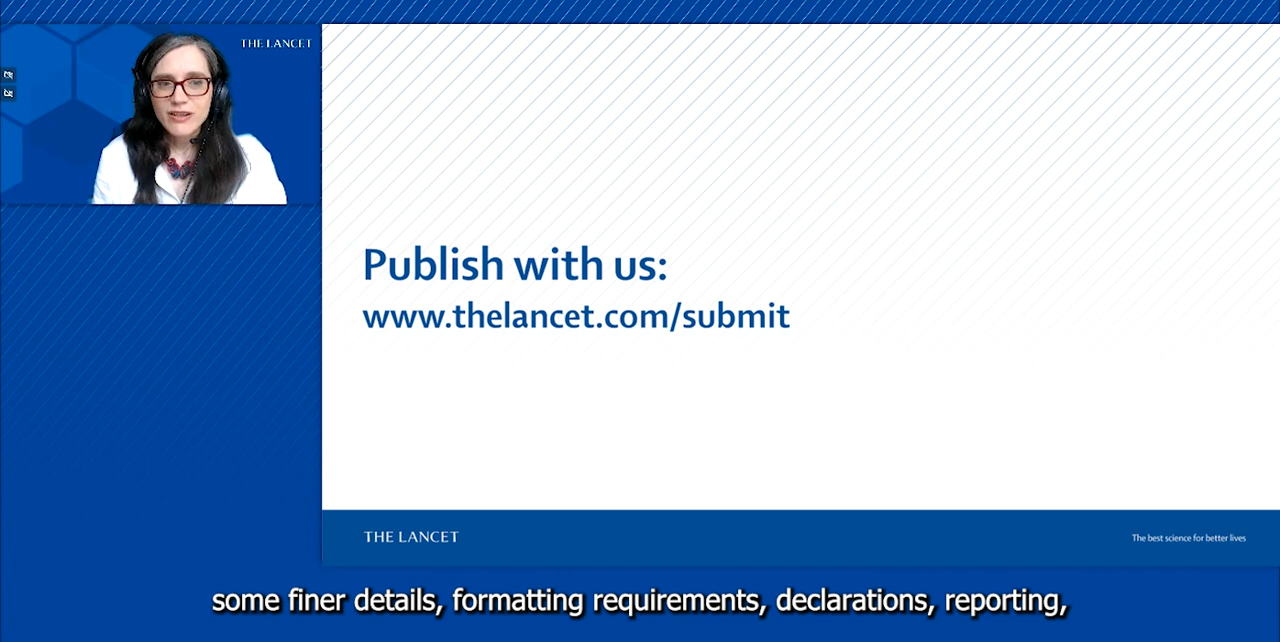 THE LANCET
Publish with us:
www.thelancet.com/submit
THE LANCET
The best science for better lives
some finer details, formatting requirements, declarations, reporting,